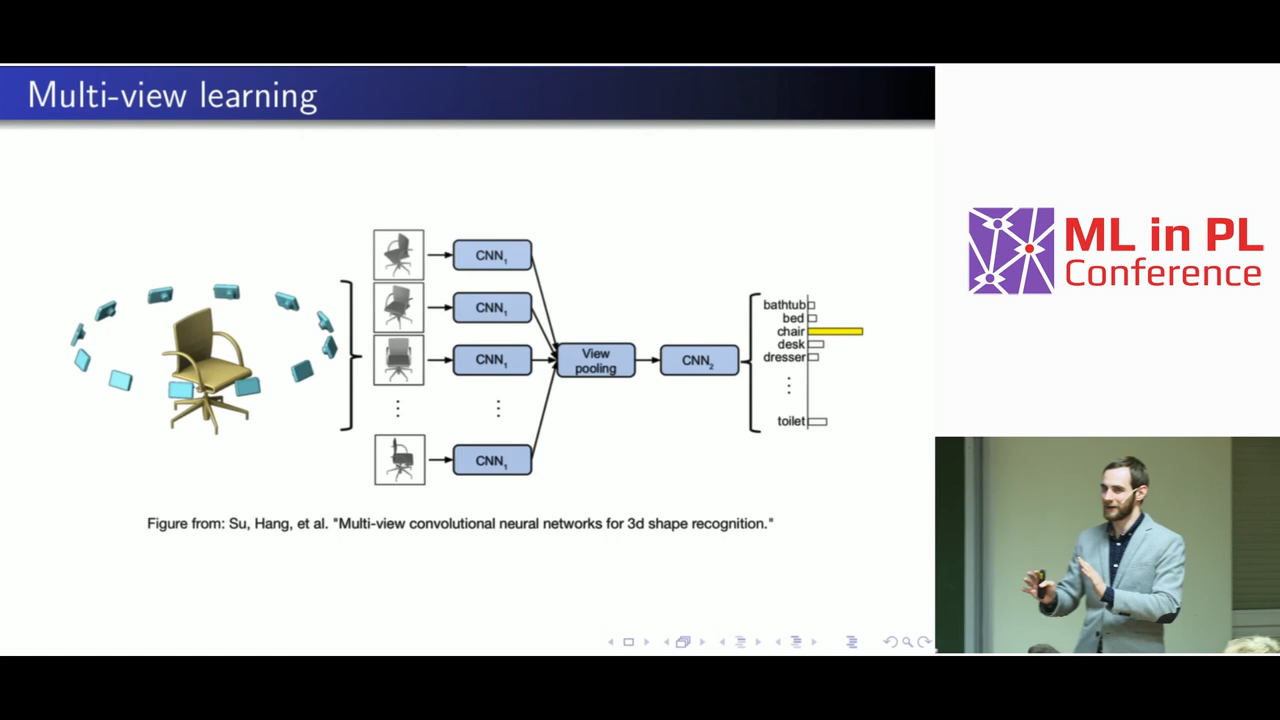 Multi-view learning
CNN1
CNN1
CNN1
CNN1
View
pooling
CNN2
bathtub
bed
chair
desk
dresser
toilet
Figure from: Su, Hang, et al. "Multi-view convolutional neural networks for 3d shape recognition."
ML in PL
Conference